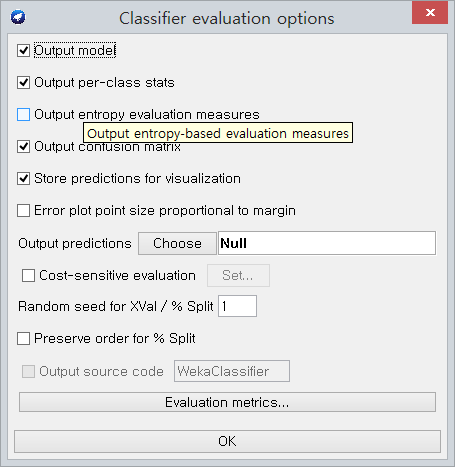 Classifier evaluation options
Output model
Output per-class stats
Output entropy evaluation measures
Output entropy-based evaluation measures
Output confusion matrix
Store predictions for visualization
Error plot point size proportional to margin
Output predictions Choose Null
Cost-sensitive evaluation Set...
Random seed for XVal / % Split 1
Preserve order for % Split
Output source code WekaClassifier
Evaluation metrics...
OK